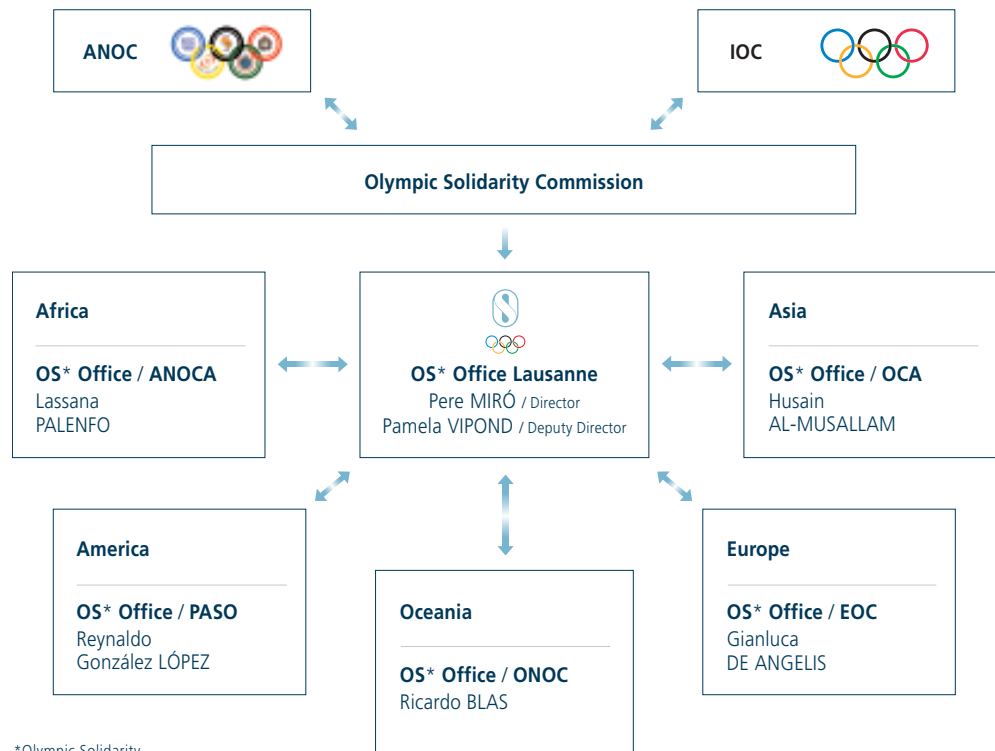 ANOC
IOC
Olympic Solidarity Commission
Africa
OS* Office / ANOCA
Lassana
PALENFO
OS* Office Lausanne
Pere MIRÓ / Director
Pamela VIPOND / Deputy Director
Asia
OS* Office / OCA
Husain
AL-MUSALLAM
America
OS* Office / PASO
Reynaldo
González LÓPEZ
Oceania
OS* Office / ONOC
Ricardo BLAS
Europe
OS* Office / EOC
Gianluca
DE ANGELIS
*Olympic Solidarity